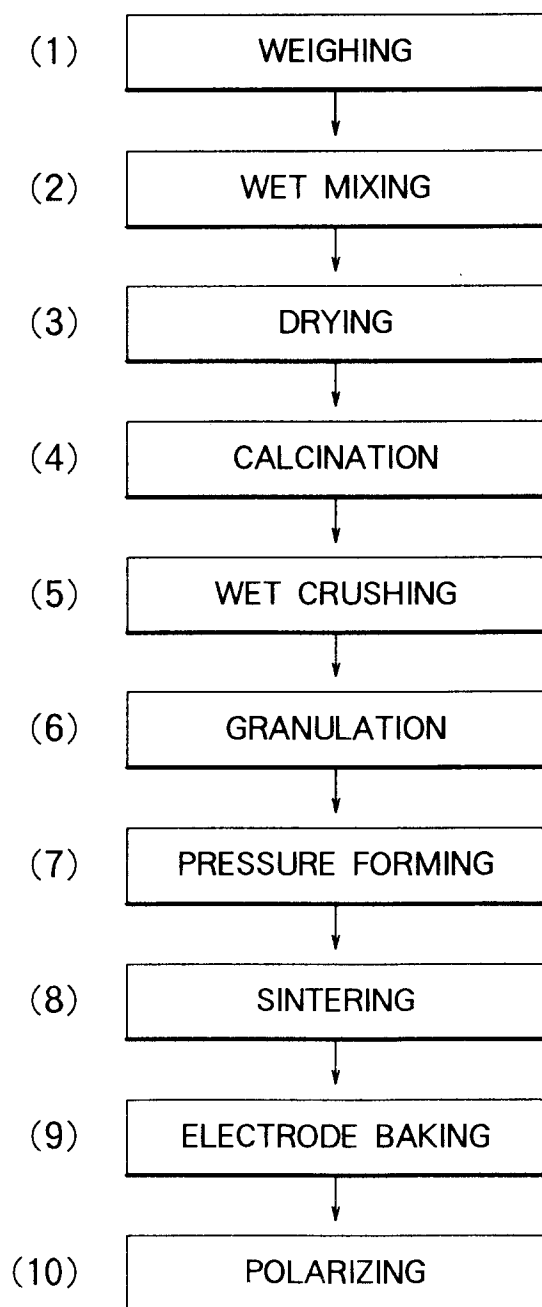 (1) WEIGHING
(2) WET MIXING
(3) DRYING
(4) CALCINATION
(5) WET CRUSHING
(6) GRANULATION
(7) PRESSURE FORMING
(8) SINTERING
(9) ELECTRODE BAKING
(10) POLARIZING